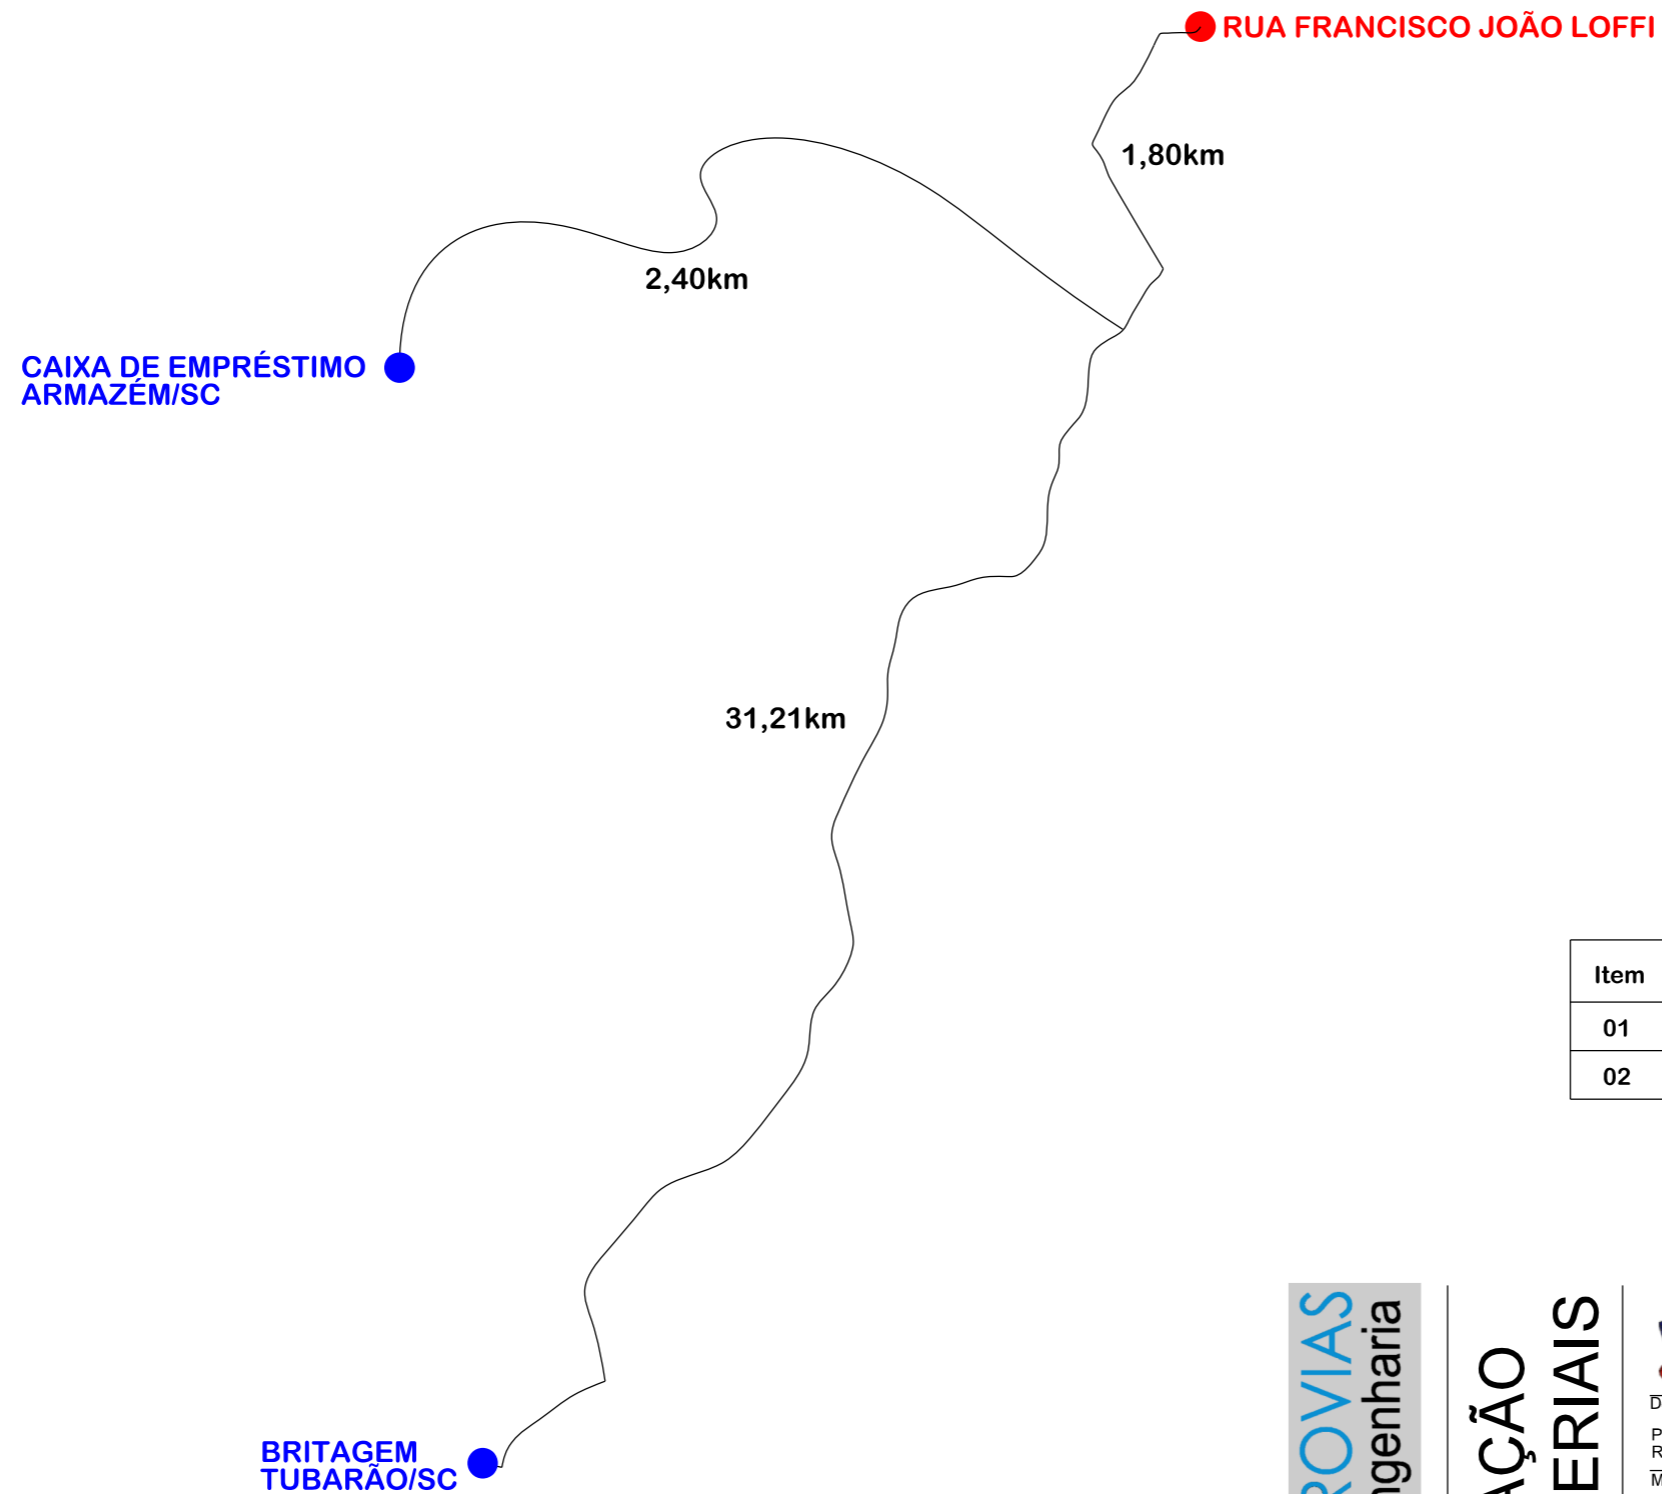 RUA FRANCISCO JOÃO LOFFI
1,80km
2,40km
CAIXA DE EMPRÉSTIMO
ARMAZÉM/SC
31,21km
Item
01
02
BRITAGEM
TUBARÃO/SC
ROVIAS
ngenharia
AÇÃO
ERIAIS
D
P
R
M